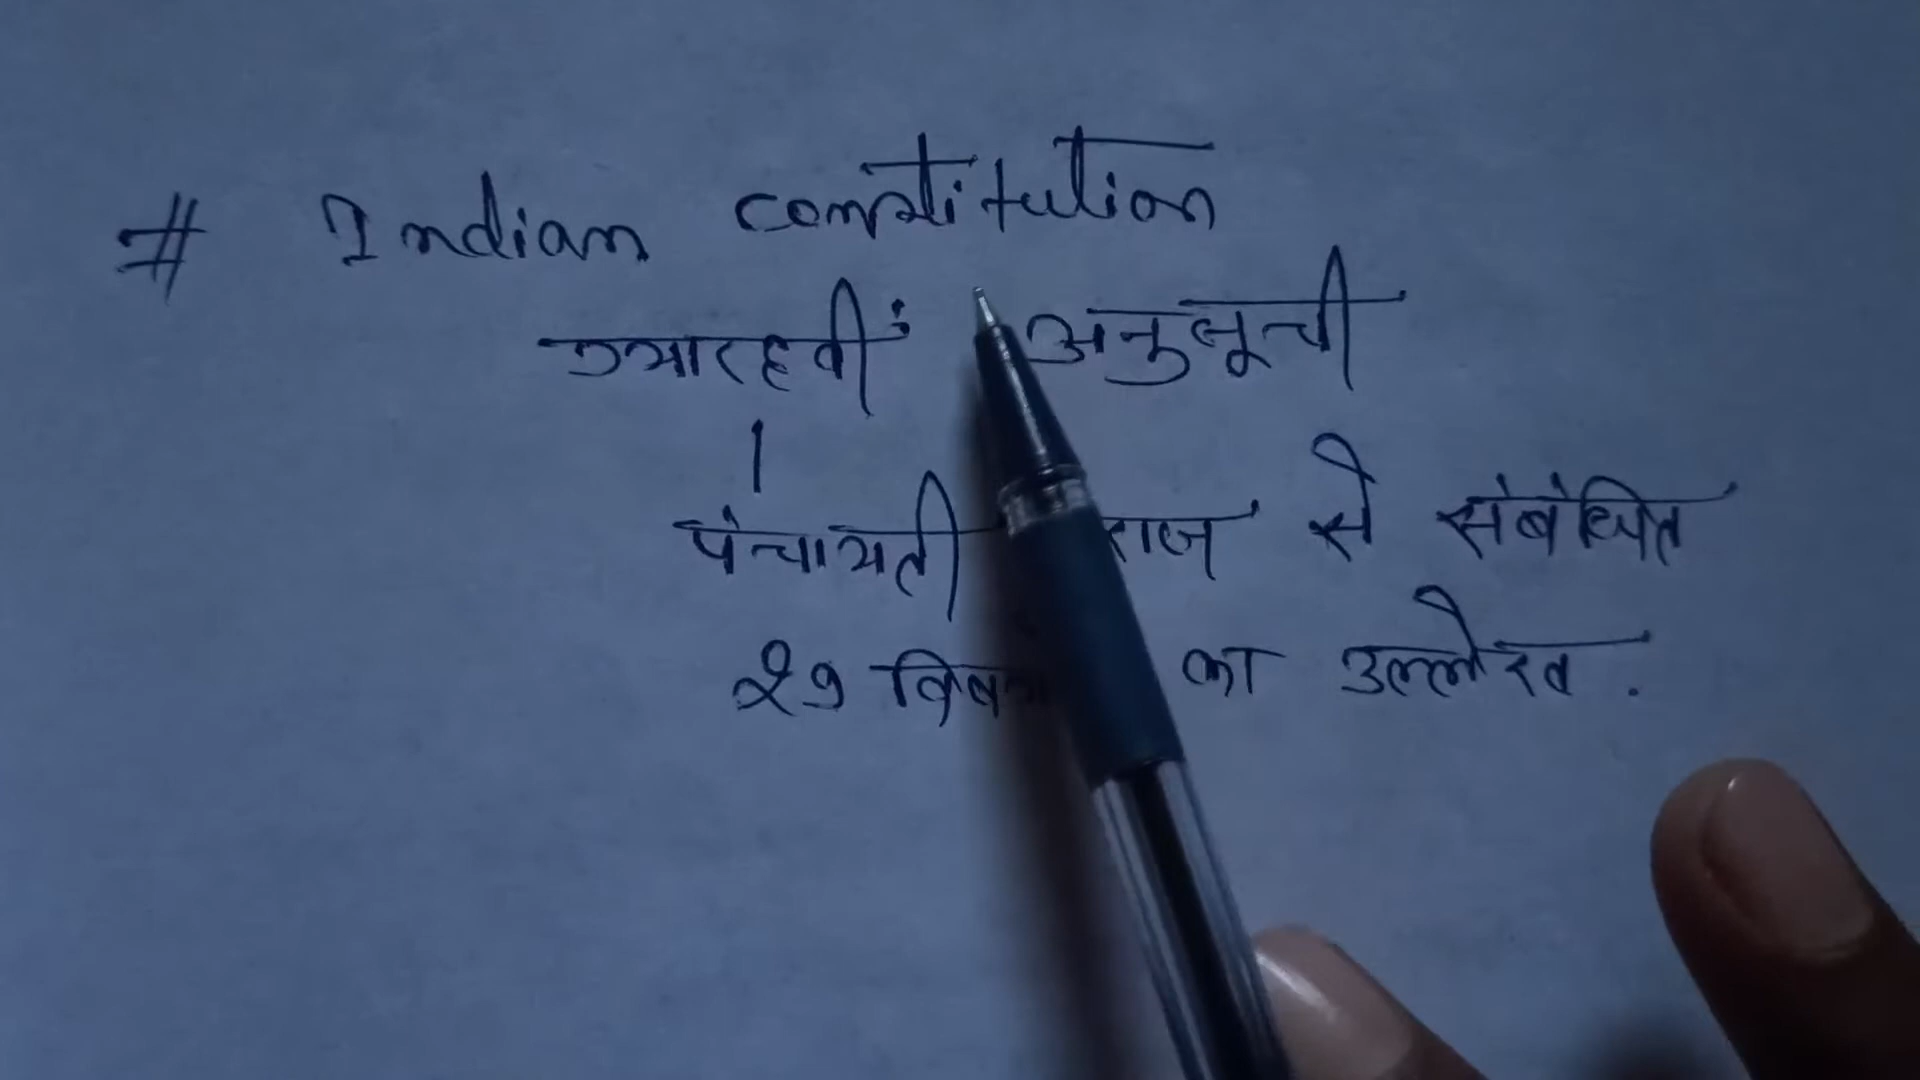 # Indian constitution
ग्यारहवीं अनुसूची
पंचायती राज से संबंधित
29 का उल्लेख .